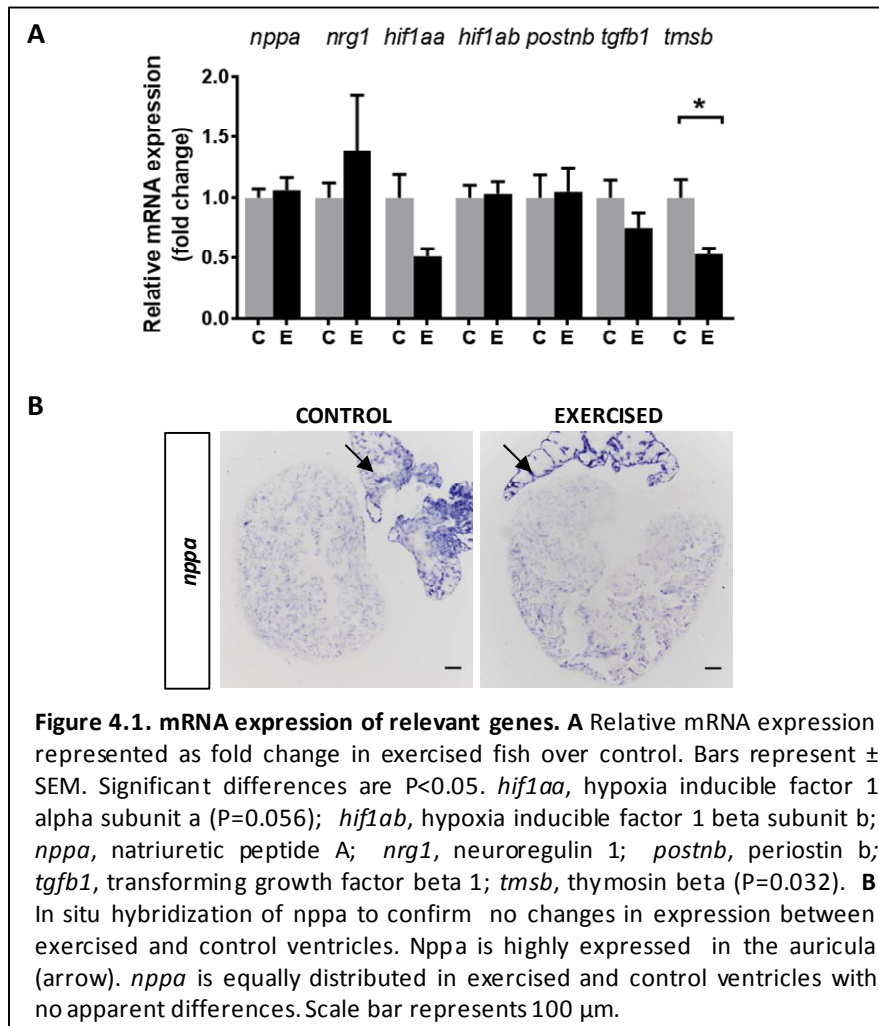 A
nppa nrg1 hif1aa hif1ab postnb tgfb1 tmsb
Relative mRNA expression
(fold change)
2.0
1.5
1.0
0.5
0.0
*
C E C E C E C E C E C E C E
B
CONTROL EXERCISED
nppa
Figure 4.1. mRNA expression of relevant genes. A Relative mRNA expression
represented as fold change in exercised fish over control. Bars represent ±
SEM. Significant differences are P<0.05. hif1aa, hypoxia inducible factor 1
alpha subunit a (P=0.056); hif1ab, hypoxia inducible factor 1 beta subunit b;
nppa, natriuretic peptide A; nrg1, neuroregulin 1; postnb, periostin b;
tgfb1, transforming growth factor beta 1; tmsb, thymosin beta (P=0.032). B
In situ hybridization of nppa to confirm no changes in expression between
exercised and control ventricles. Nppa is highly expressed in the auricula
(arrow). nppa is equally distributed in exercised and control ventricles with
no apparent differences. Scale bar represents 100 µm.